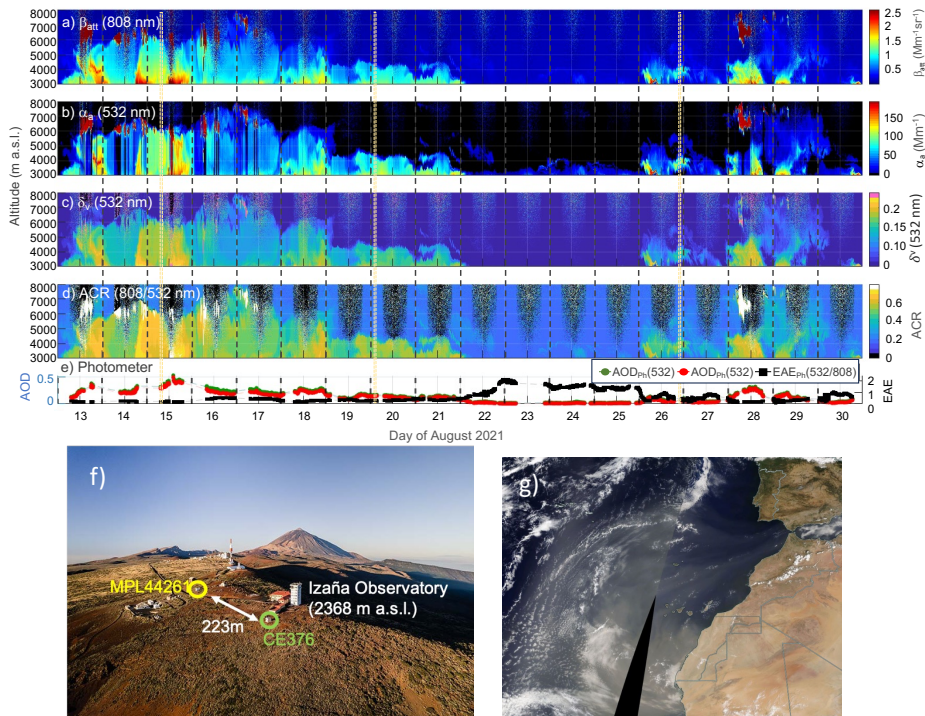 a) βatt (808 nm)
8000
7000
6000
5000
4000
3000
2.5
2.0
1.5
1.0
0.5
βatt (Mm⁻¹sr⁻¹)
b) αa (532 nm)
8000
7000
6000
5000
4000
3000
150
100
50
0
αa (Mm⁻¹)
Altitude (m a.s.l.)
c) δv (532 nm)
8000
7000
6000
5000
4000
3000
0.2
0.15
0.10
0.5
0
δv (532 nm)
d) ACR (808/532 nm)
8000
7000
6000
5000
4000
3000
0.6
0.4
0.2
0
ACR
e) Photometer
AODPh(532) AODPh(532) EAEPh(532/808)
AOD
0.5
0
2
1
0
EAE
13 14 15 16 17 18 19 20 21 22 23 24 25 26 27 28 29 30
Day of August 2021
f)
MPL44261
Izaña Observatory
(2368 m a.s.l.)
223m
CE376
g)